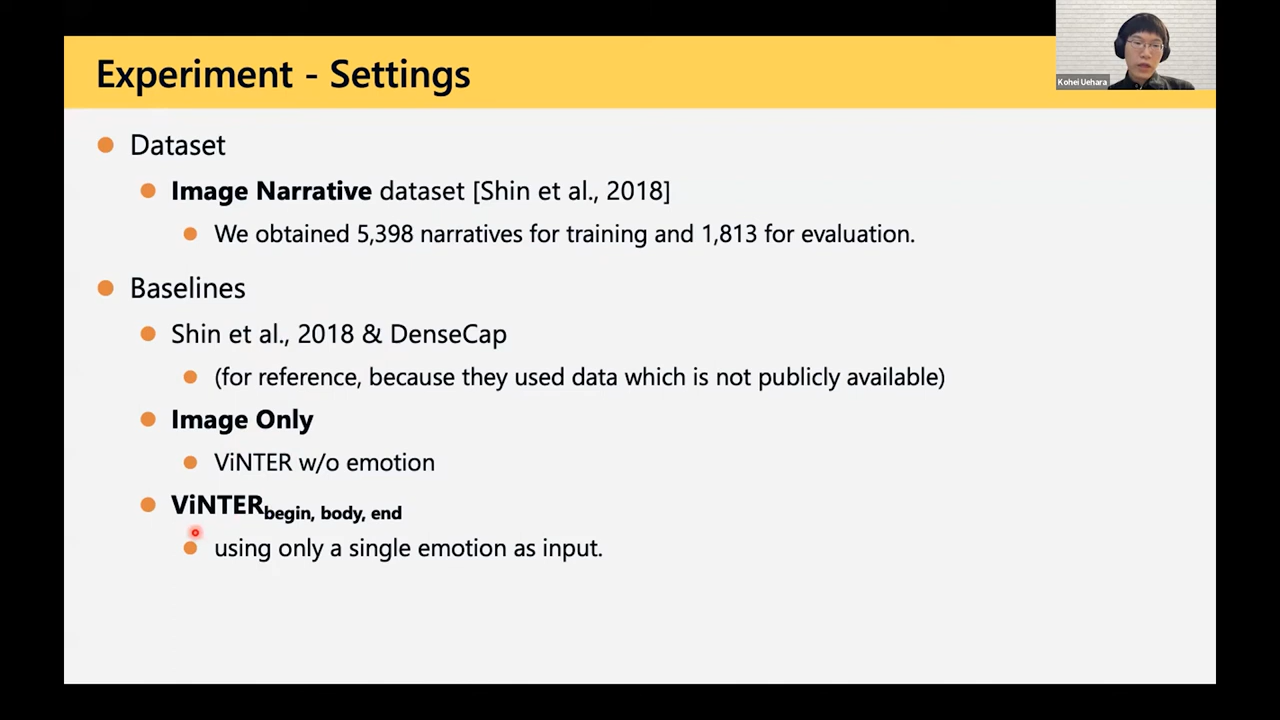 Experiment - Settings
Kohei Uehara
Dataset
Image Narrative dataset [Shin et al., 2018]
We obtained 5,398 narratives for training and 1,813 for evaluation.
Baselines
Shin et al., 2018 & DenseCap
(for reference, because they used data which is not publicly available)
Image Only
ViNTER w/o emotion
ViNTER begin, body, end
using only a single emotion as input.